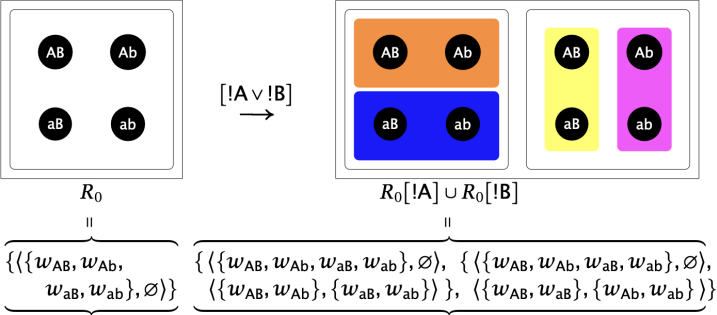 AB Ab
aB ab
[!A ∨ !B]
⟶
AB Ab AB Ab
aB ab aB ab
R₀ R₀[!A] ∪ R₀[!B]
= =
{⟨{w_AB, w_Ab, { ⟨{w_AB, w_Ab, w_aB, w_ab}, ∅⟩, { ⟨{w_AB, w_Ab, w_aB, w_ab}, ∅⟩,
w_aB, w_ab}, ∅⟩} ⟨{w_AB, w_Ab}, {w_aB, w_ab}⟩ }, ⟨{w_AB, w_aB}, {w_Ab, w_ab} ⟩}